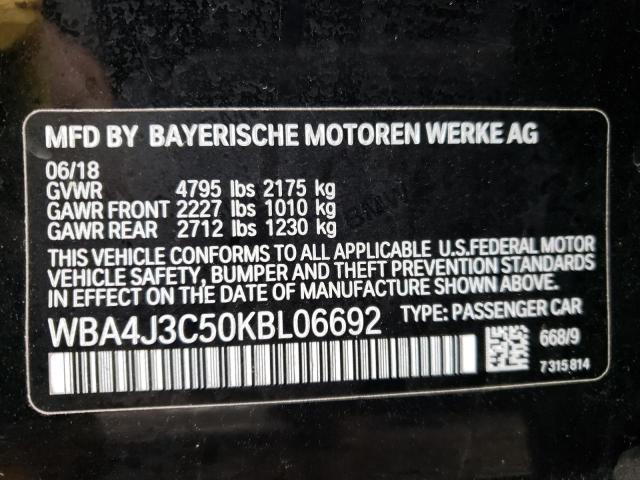 MFD BY BAYERISCHE MOTOREN WERKE AG
06/18
GVWR 4795 lbs 2175 kg
GAWR FRONT 2227 lbs 1010 kg
GAWR REAR 2712 lbs 1230 kg
THIS VEHICLE CONFORMS TO ALL APPLICABLE U.S.FEDERAL MOTOR
VEHICLE SAFETY, BUMPER AND THEFT PREVENTION STANDARDS
IN EFFECT ON THE DATE OF MANUFACTURE SHOWN ABOVE.
WBA4J3C50KBL06692 TYPE: PASSENGER CAR
668/9
7 315 814